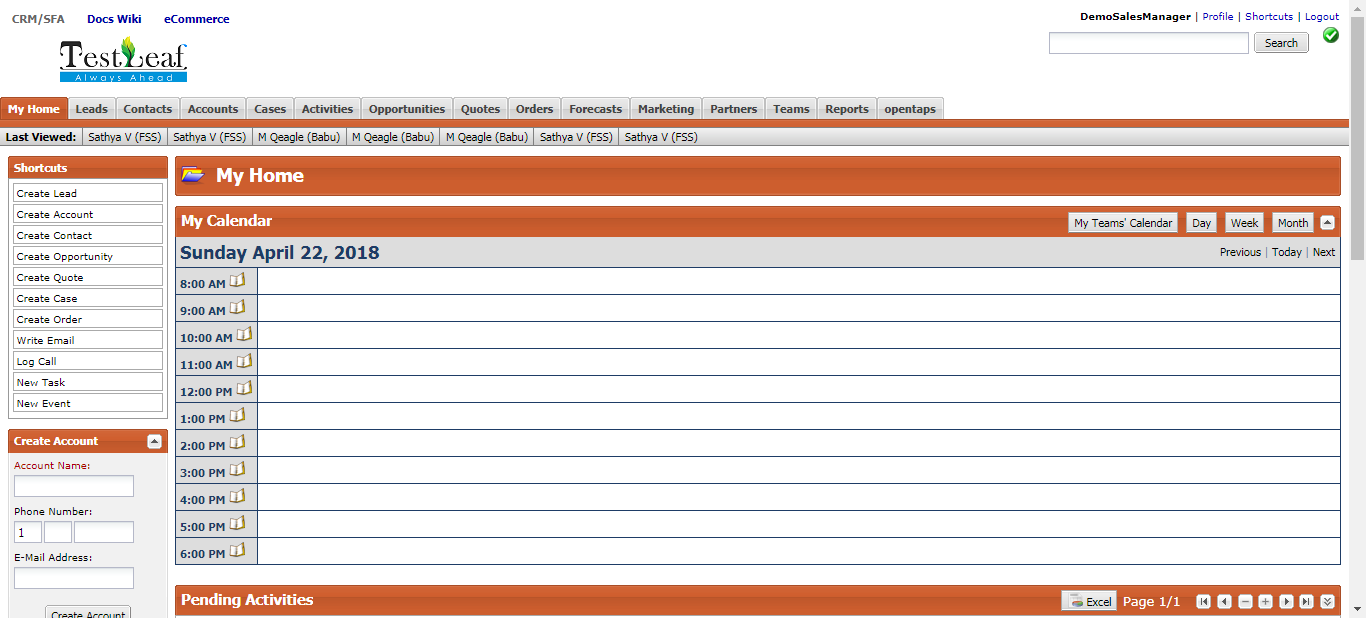 CRM/SFA Docs Wiki eCommerce
DemoSalesManager | Profile | Shortcuts | Logout
Search
TestLeaf
Always Ahead
My Home Leads Contacts Accounts Cases Activities Opportunities Quotes Orders Forecasts Marketing Partners Teams Reports opentaps
Last Viewed: Sathya V (FSS) Sathya V (FSS) M Qeagle (Babu) M Qeagle (Babu) M Qeagle (Babu) Sathya V (FSS) Sathya V (FSS)
Shortcuts
Create Lead
Create Account
Create Contact
Create Opportunity
Create Quote
Create Case
Create Order
Write Email
Log Call
New Task
New Event
Create Account
Account Name:
Phone Number:
1
E-Mail Address:
Create Account
My Home
My Calendar My Teams' Calendar Day Week Month
Sunday April 22, 2018 Previous | Today | Next
8:00 AM
9:00 AM
10:00 AM
11:00 AM
12:00 PM
1:00 PM
2:00 PM
3:00 PM
4:00 PM
5:00 PM
6:00 PM
Pending Activities Excel Page 1/1